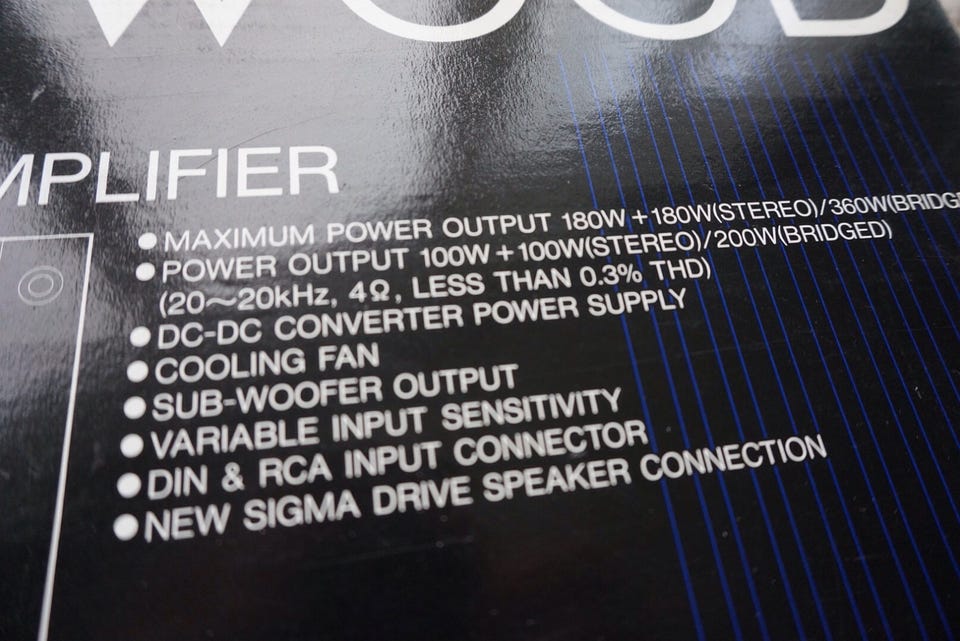 WOOD
MPLIFIER
● MAXIMUM POWER OUTPUT 180W+180W(STEREO)/360W(BRIDGE
● POWER OUTPUT 100W+100W(STEREO)/200W(BRIDGED)
(20～20kHz, 4Ω, LESS THAN 0.3% THD)
● DC-DC CONVERTER POWER SUPPLY
● COOLING FAN
● SUB-WOOFER OUTPUT
● VARIABLE INPUT SENSITIVITY
● DIN & RCA INPUT CONNECTOR
● NEW SIGMA DRIVE SPEAKER CONNECTION